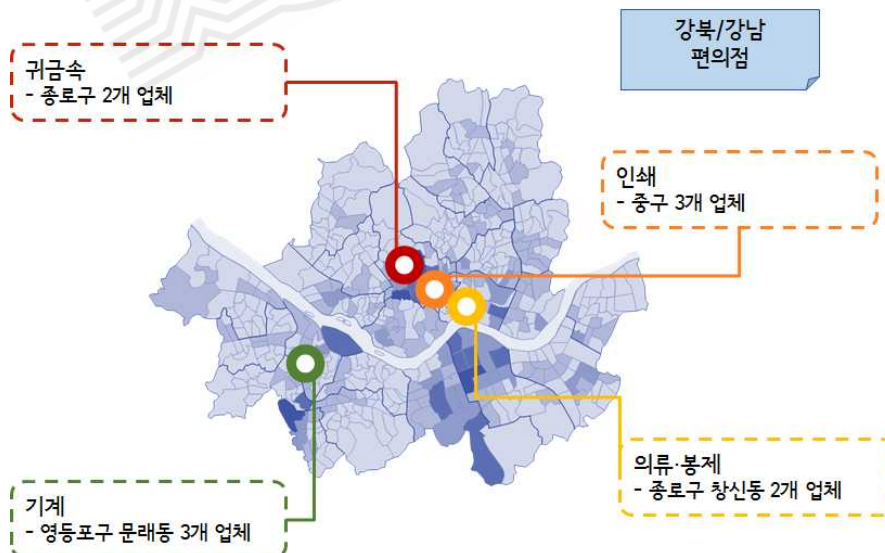 강북/강남
편의점
귀금속
- 종로구 2개 업체
인쇄
- 중구 3개 업체
의류·봉제
- 종로구 창신동 2개 업체
기계
- 영등포구 문래동 3개 업체